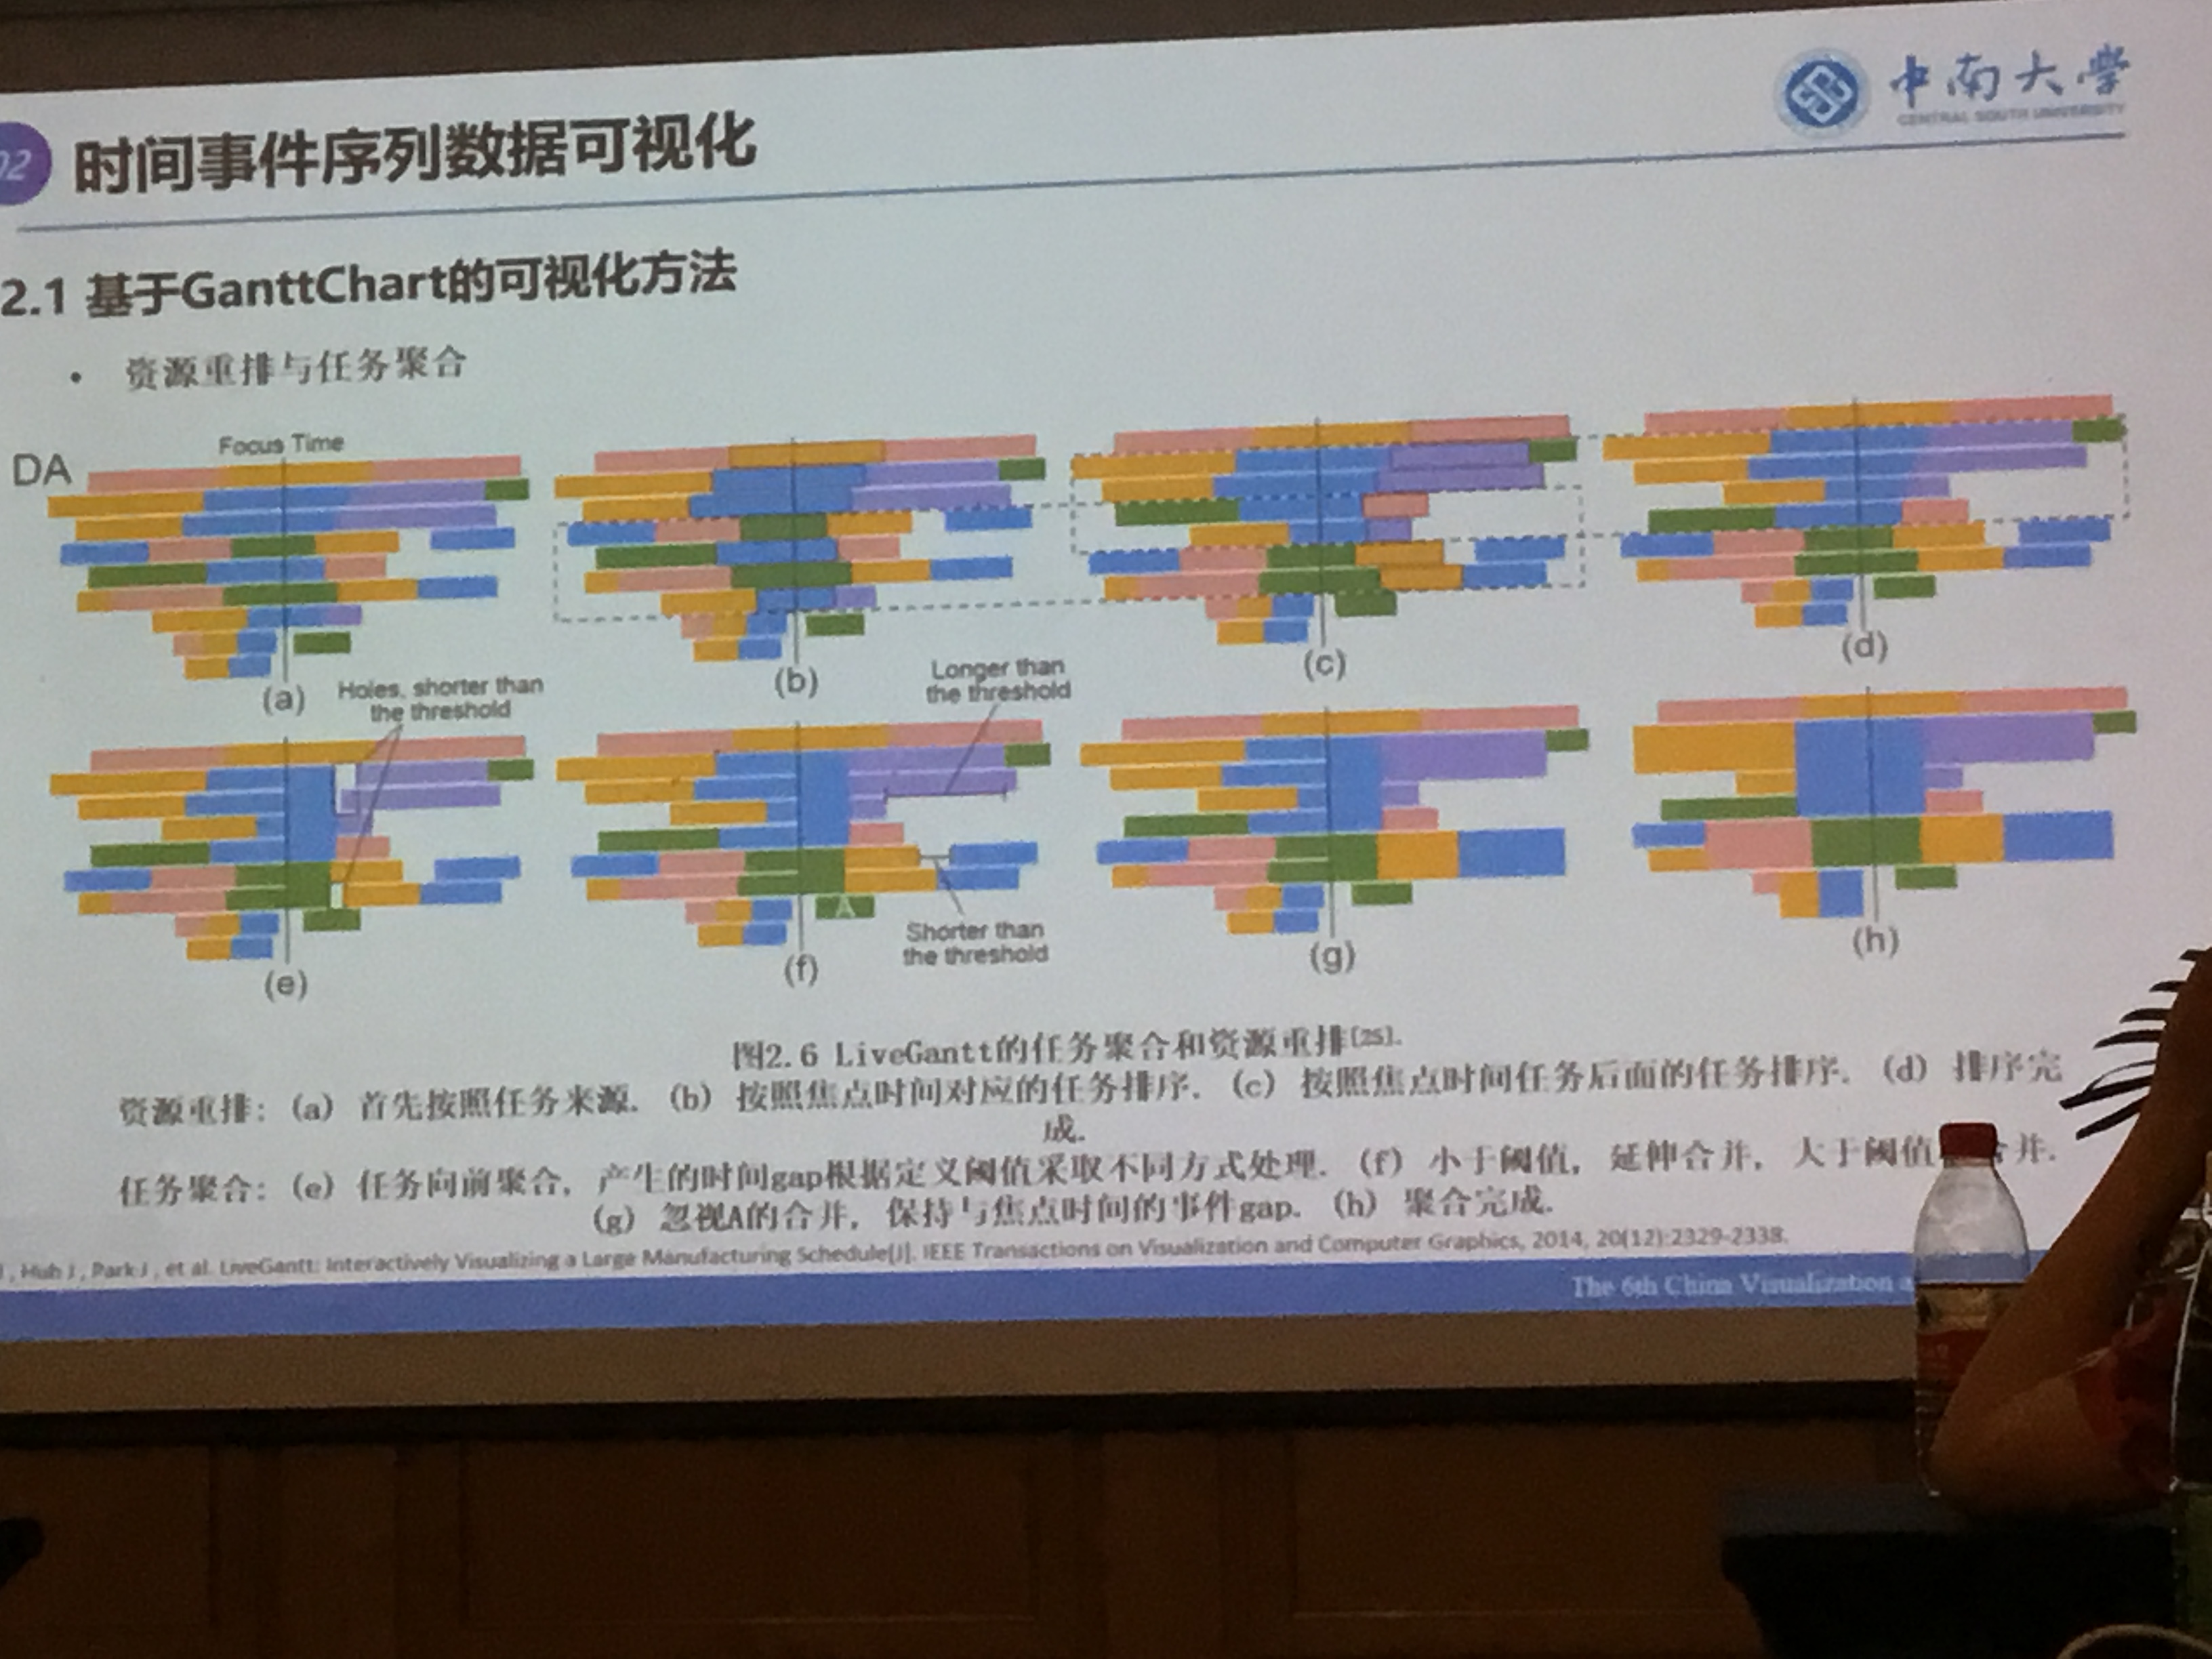 02 时间事件序列数据可视化
中南大学
CENTRAL SOUTH UNIVERSITY
2.1 基于GanttChart的可视化方法
• 资源重排与任务聚合
DA
Focus Time
(a)
(b)
(c)
(d)
Holes, shorter than
the threshold
Longer than
the threshold
A
Shorter than
the threshold
(e)
(f)
(g)
(h)
图2.6 LiveGantt的任务聚合和资源重排[25].
资源重排: (a) 首先按照任务来源. (b) 按照焦点时间对应的任务排序. (c) 按照焦点时间任务后面的任务排序. (d) 排序完
成.
任务聚合: (e) 任务向前聚合, 产生的时间gap根据定义阈值采取不同方式处理. (f) 小于阈值, 延伸合并, 大于阈值 合并.
(g) 忽视A的合并, 保持与焦点时间的事件gap. (h) 聚合完成.
, Huh J , Park J , et al. LiveGantt: Interactively Visualizing a Large Manufacturing Schedule[J]. IEEE Transactions on Visualization and Computer Graphics, 2014, 20(12):2329-2338.
The 6th China Visualization